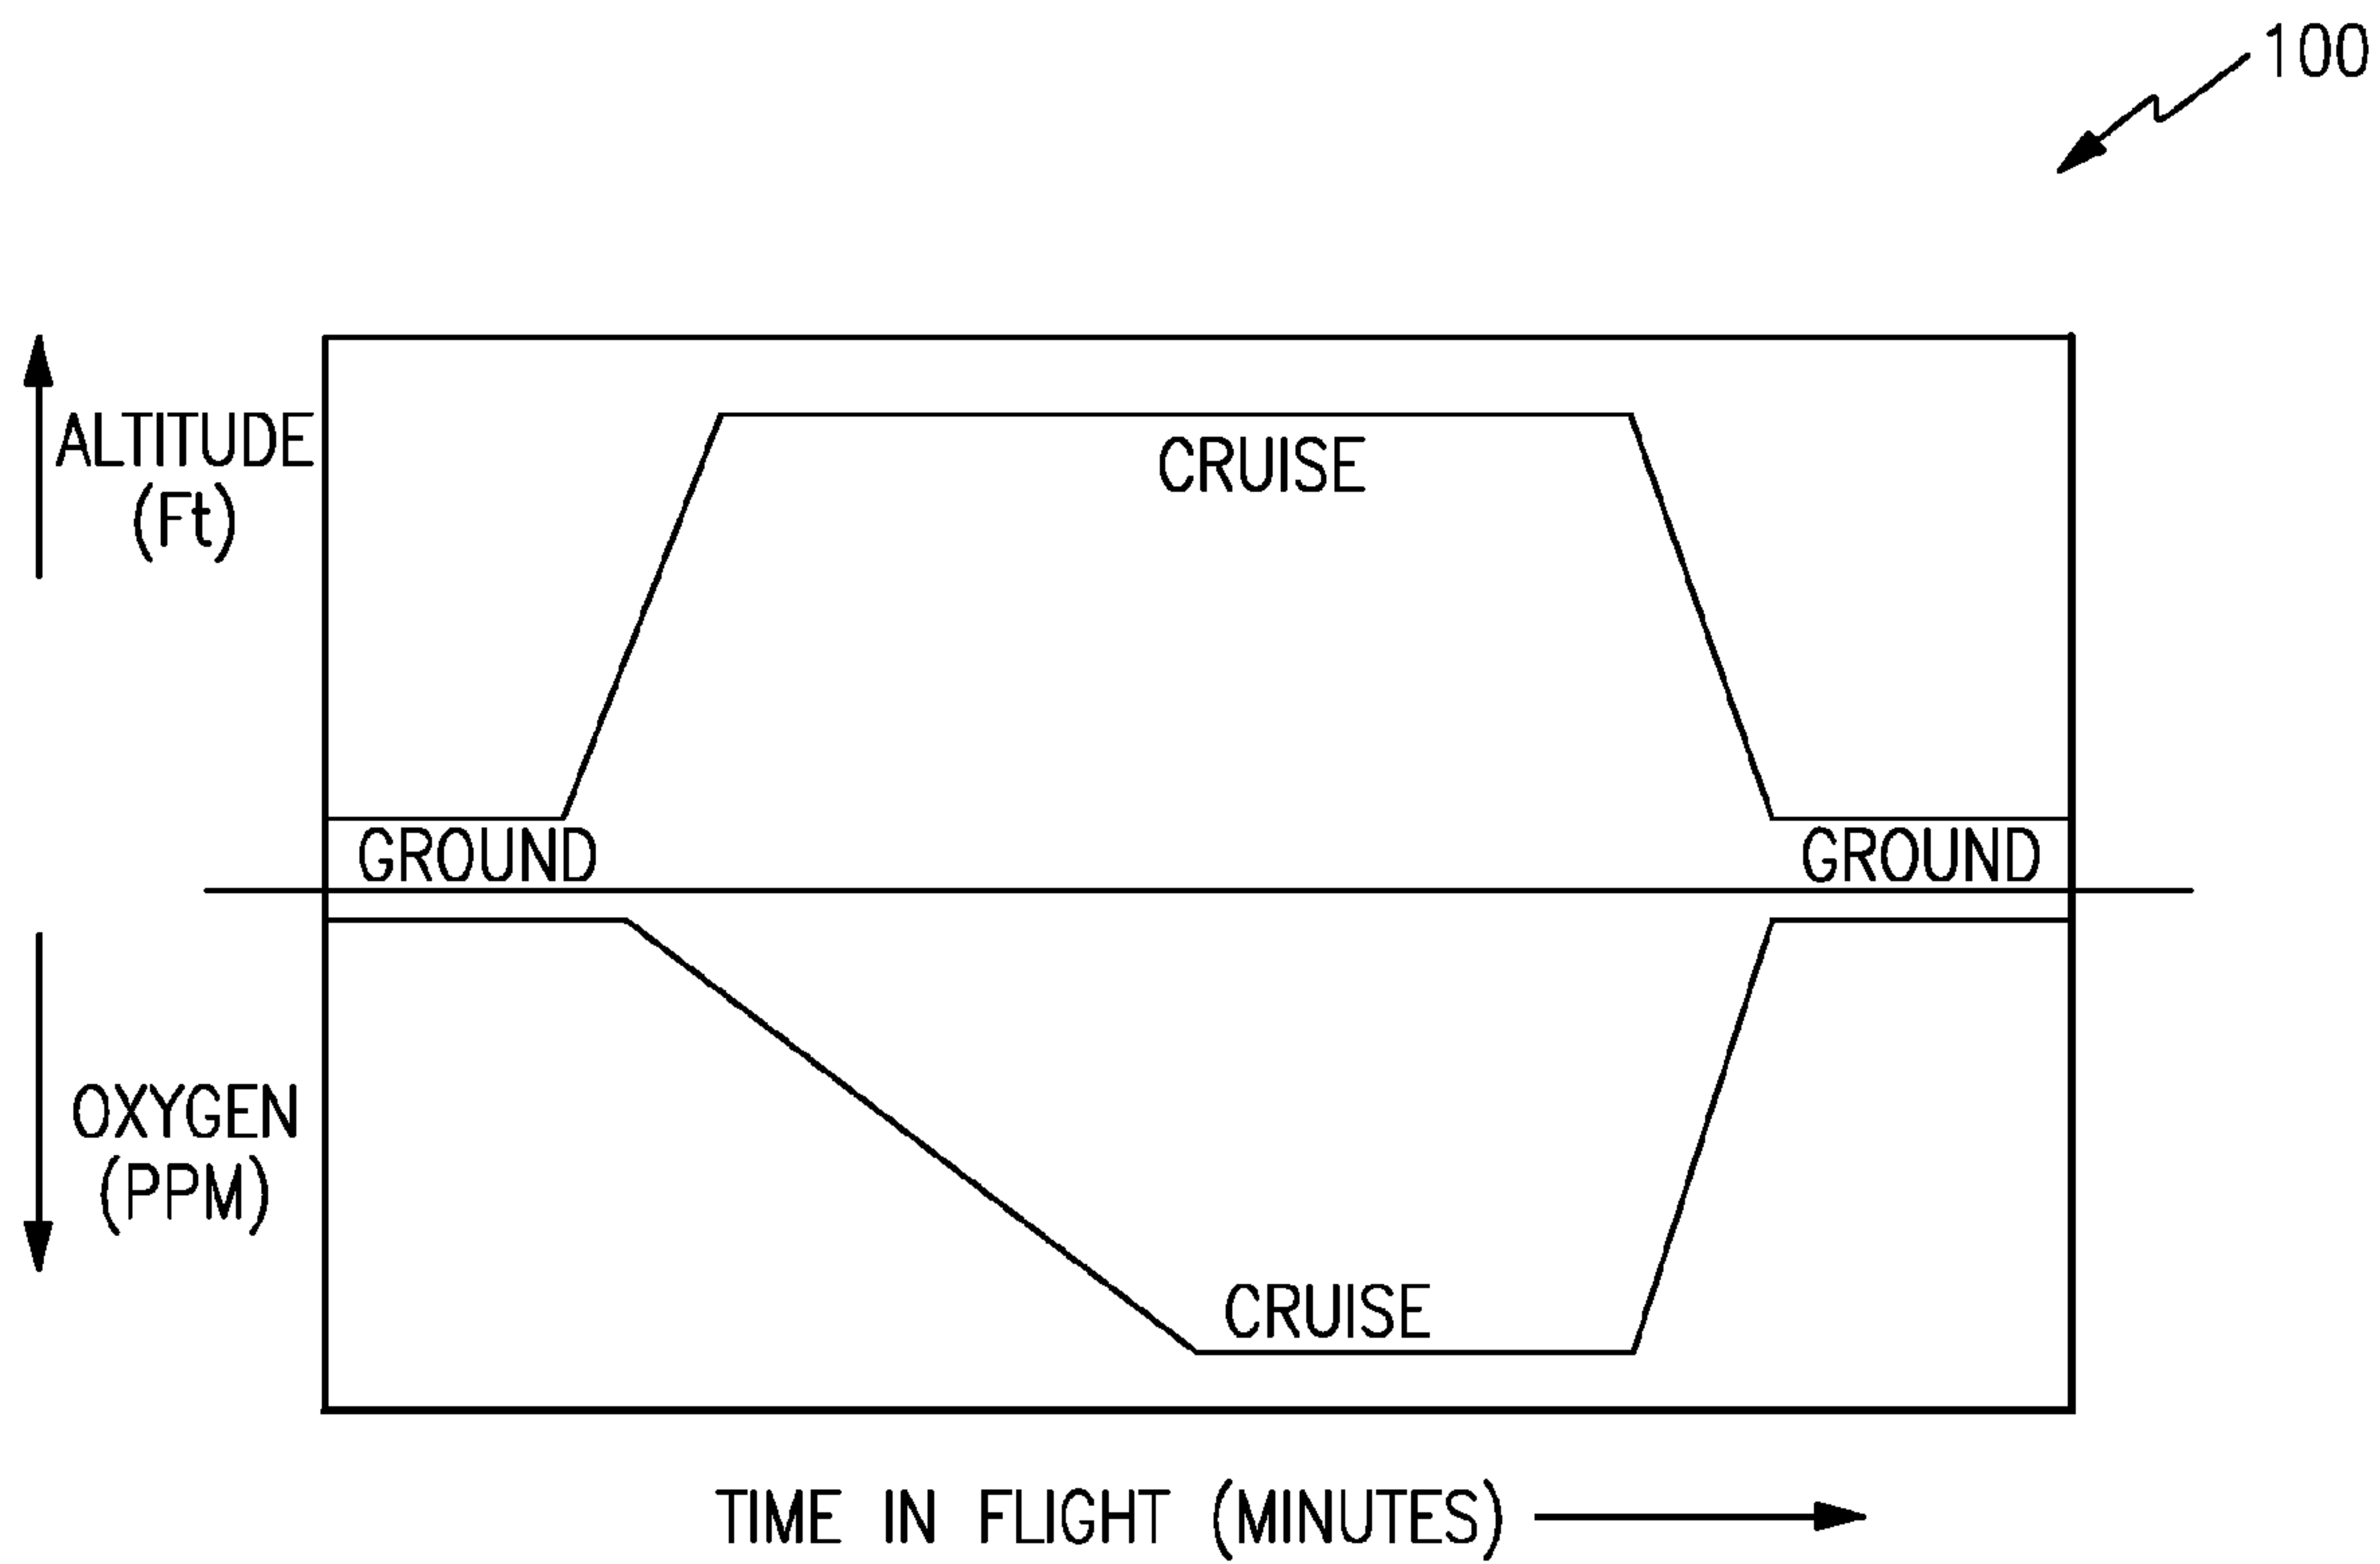 100
ALTITUDE
(Ft)
CRUISE
GROUND
GROUND
OXYGEN
(PPM)
CRUISE
TIME IN FLIGHT (MINUTES)